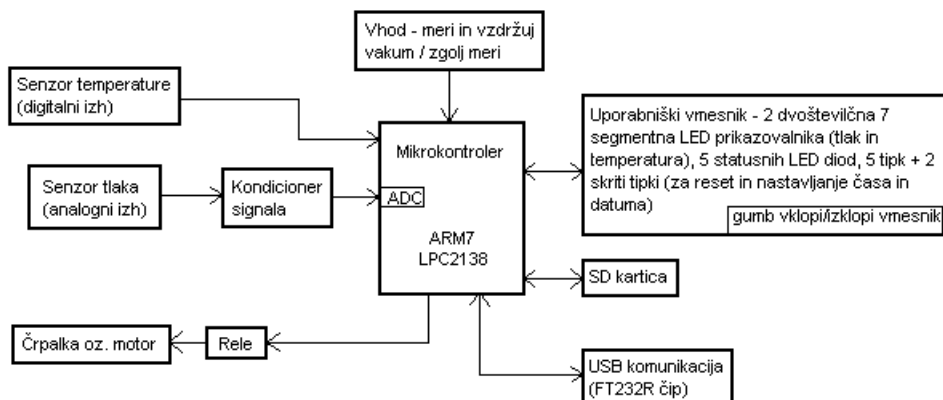 Vhod - meri in vzdržuj
vakum / zgolj meri
Senzor temperature
(digitalni izh)
Uporabniški vmesnik - 2 dvoštevilčna 7
segmentna LED prikazovalnika (tlak in
temperatura), 5 statusnih LED diod, 5 tipk + 2
skriti tipki (za reset in nastavljanje časa in
datuma)
gumb vklopi/izklopi vmesnik
Mikrokontroler
ADC
ARM7
LPC2138
Senzor tlaka
(analogni izh)
Kondicioner
signala
SD kartica
Črpalka oz. motor
Rele
USB komunikacija
(FT232R čip)